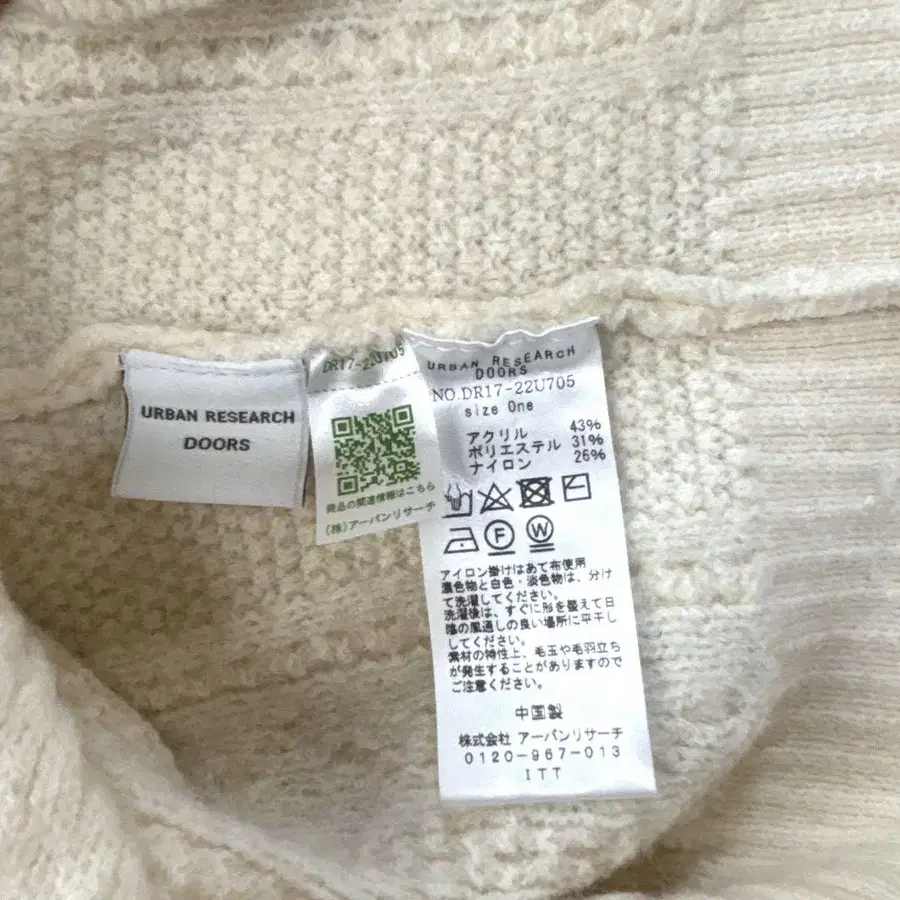 URBAN RESEARCH
DOORS
DR17-22U705
商品の関連情報はこちら
(株)アーバンリサーチ
URBAN RESEARCH
DOORS
NO.DR17-22U705
size One
アクリル 43%
ポリエステル 31%
ナイロン 26%
F W
アイロン掛けはあて布使用
濃色物と白色・淡色物は、分け
て洗濯してください。
洗濯後は、すぐに形を整えて日
陰の風通しの良い場所に平干し
してください。
素材の特性上、毛玉や毛羽立ち
が発生することがありますので
ご注意ください。
中国製
株式会社 アーバンリサーチ
0120-967-013
ITT